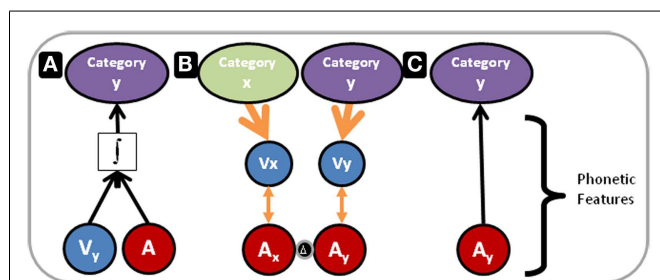 A
Category
y
B
Category
x
Category
y
C
Category
y
∫
Vx
Vy
Phonetic
Features
Vy
A
Ax
Δ
Ay
Ay